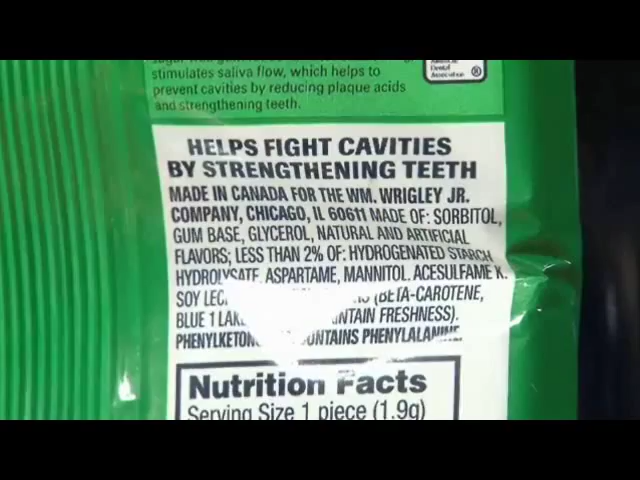 stimulates saliva flow, which helps to
prevent cavities by reducing plaque acids
and strengthening teeth.
Dental
Association ®
HELPS FIGHT CAVITIES
BY STRENGTHENING TEETH
MADE IN CANADA FOR THE WM. WRIGLEY JR.
COMPANY, CHICAGO, IL 60611 MADE OF: SORBITOL,
GUM BASE, GLYCEROL, NATURAL AND ARTIFICIAL
FLAVORS; LESS THAN 2% OF: HYDROGENATED STARCH
HYDROLYSATE, ASPARTAME, MANNITOL, ACESULFAME K,
SOY (BETA-CAROTENE,
BLUE 1 FRESHNESS).
PHENYLALANINE
Nutrition Facts
Serving Size 1 piece (1.9g)